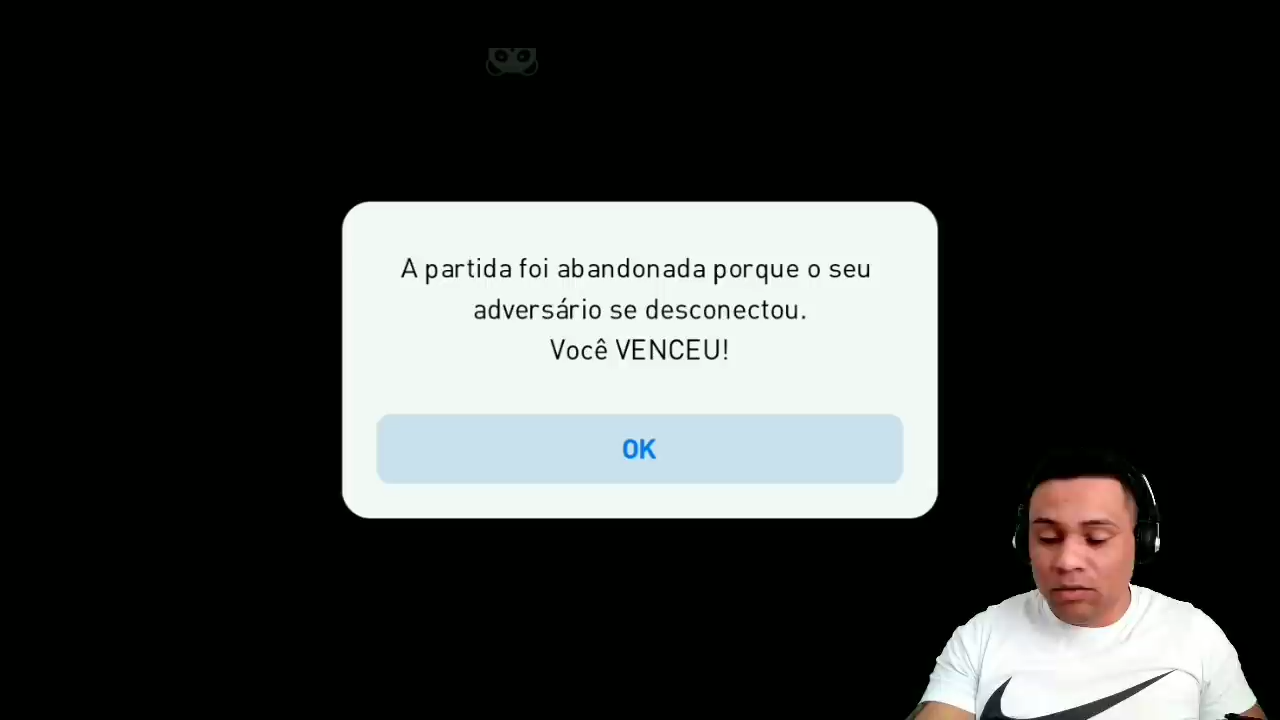 A partida foi abandonada porque o seu
adversário se desconectou.
Você VENCEU!
OK